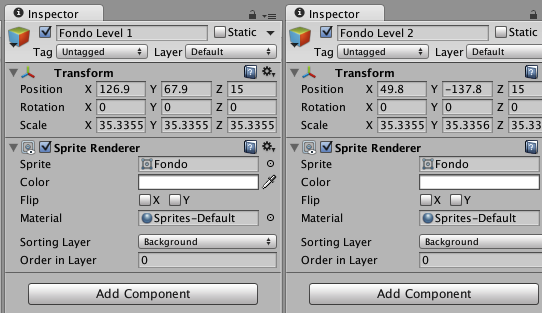 Inspector
Fondo Level 1 Static
Tag Untagged Layer Default
Transform
Position X 126.9 Y 67.9 Z 15
Rotation X 0 Y 0 Z 0
Scale X 35.3355 Y 35.3355 Z 35.3355
Sprite Renderer
Sprite Fondo
Color
Flip X Y
Material Sprites-Default
Sorting Layer Background
Order in Layer 0
Add Component
Inspector
Fondo Level 2 Static
Tag Untagged Layer Default
Transform
Position X 49.8 Y -137.8 Z 15
Rotation X 0 Y 0 Z 0
Scale X 35.3355 Y 35.3356 Z 35.3355
Sprite Renderer
Sprite Fondo
Color
Flip X Y
Material Sprites-Default
Sorting Layer Background
Order in Layer 0
Add Component